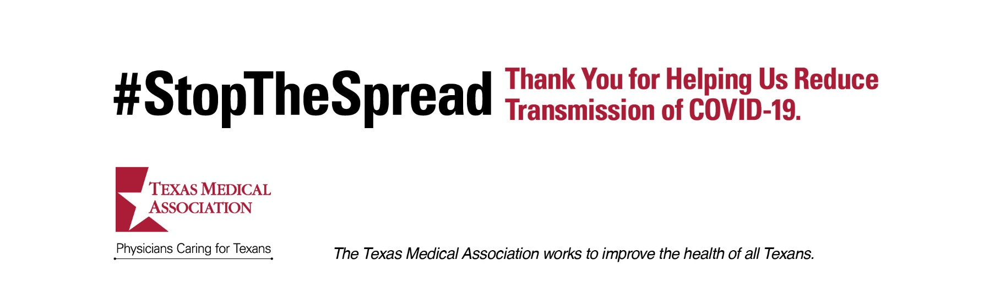 #StopTheSpread
Thank You for Helping Us Reduce
Transmission of COVID-19.
TEXAS MEDICAL
ASSOCIATION
Physicians Caring for Texans
The Texas Medical Association works to improve the health of all Texans.